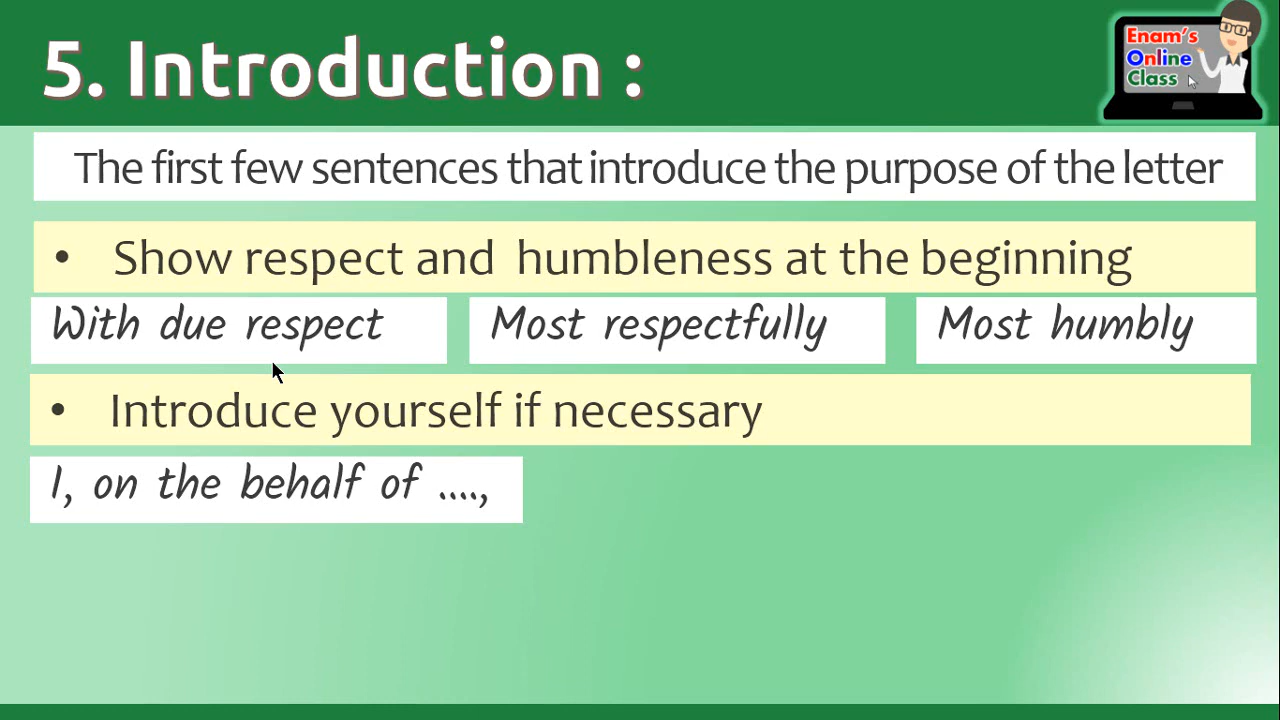 5. Introduction :
Enam's
Online
Class
The first few sentences that introduce the purpose of the letter
• Show respect and humbleness at the beginning
With due respect
Most respectfully
Most humbly
• Introduce yourself if necessary
I, on the behalf of ....,